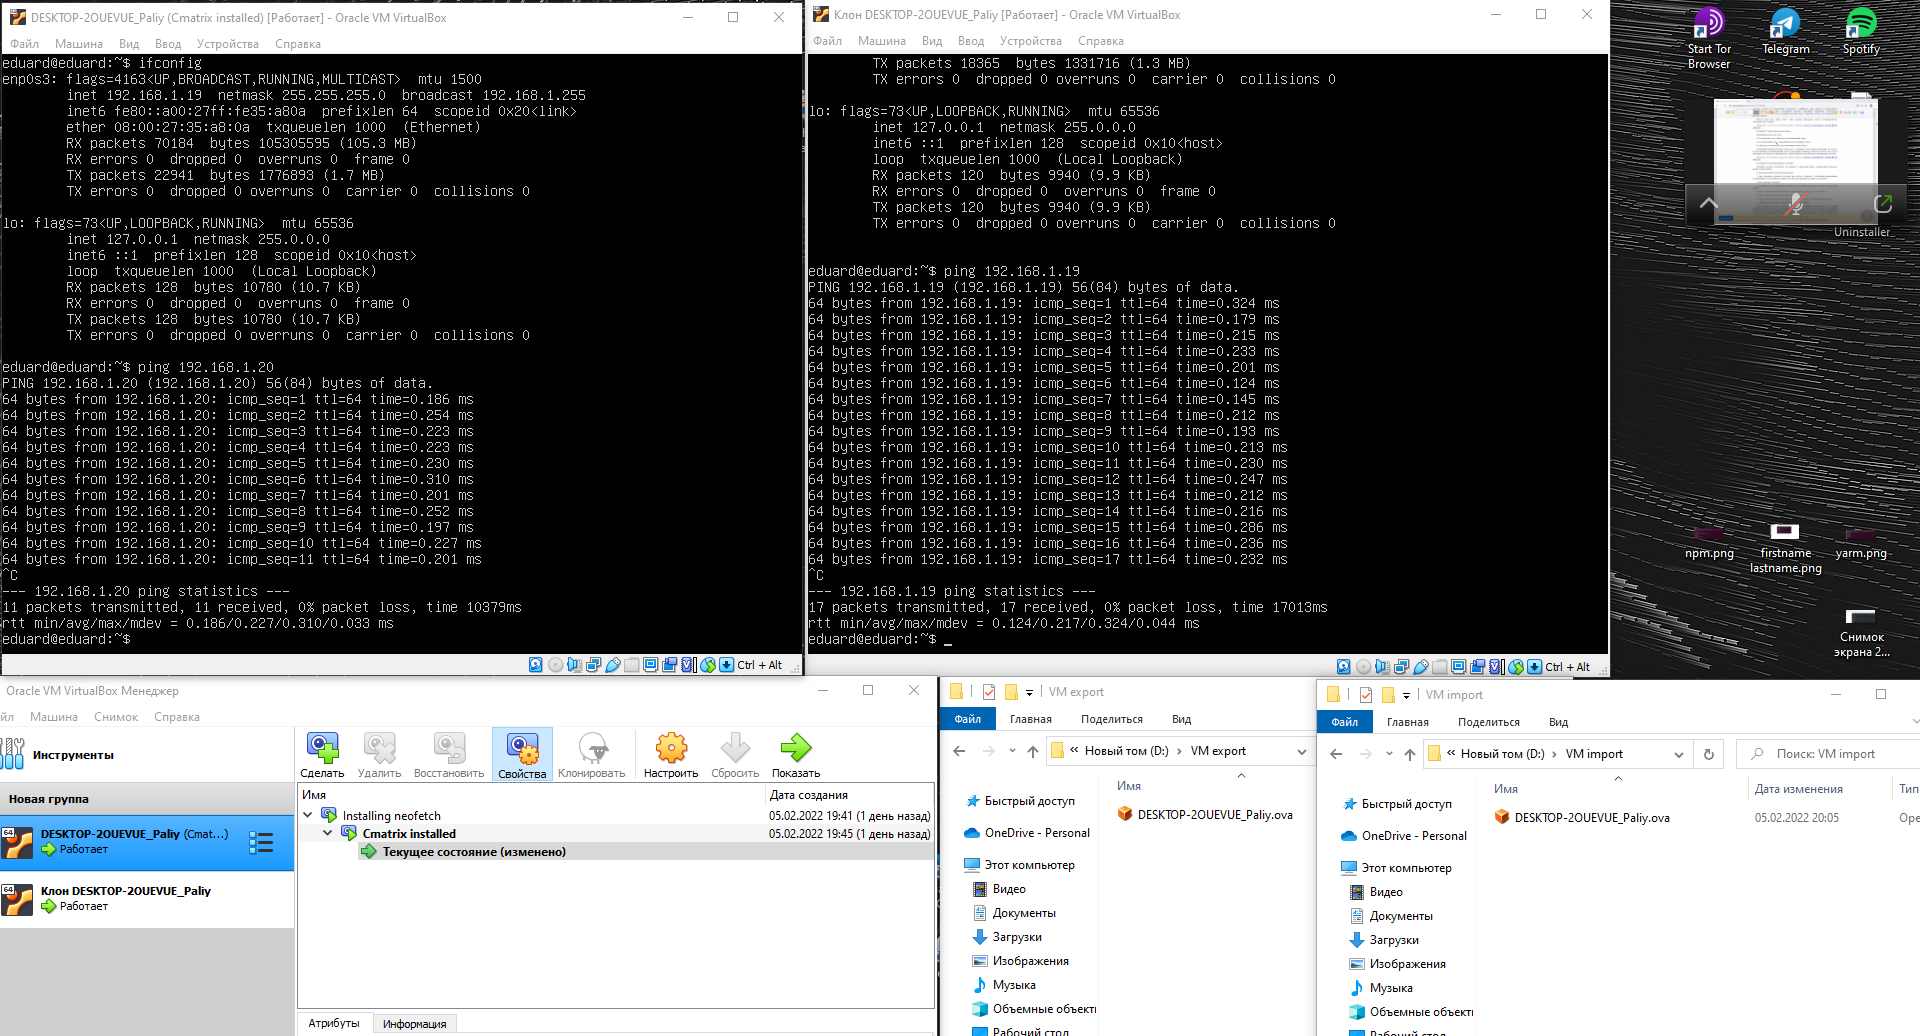 DESKTOP-2OUEVUE_Paliy (Cmatrix installed) [Работает] - Oracle VM VirtualBox
Файл Машина Вид Ввод Устройства Справка
eduard@eduard:~$ ifconfig
enp0s3: flags=4163<UP,BROADCAST,RUNNING,MULTICAST>  mtu 1500
inet 192.168.1.19  netmask 255.255.255.0  broadcast 192.168.1.255
inet6 fe80::a00:27ff:fe35:a80a  prefixlen 64  scopeid 0x20<link>
ether 08:00:27:35:a8:0a  txqueuelen 1000  (Ethernet)
RX packets 70184  bytes 105305595 (105.3 MB)
RX errors 0  dropped 0  overruns 0  frame 0
TX packets 22941  bytes 1776893 (1.7 MB)
TX errors 0  dropped 0 overruns 0  carrier 0  collisions 0
lo: flags=73<UP,LOOPBACK,RUNNING>  mtu 65536
inet 127.0.0.1  netmask 255.0.0.0
inet6 ::1  prefixlen 128  scopeid 0x10<host>
loop  txqueuelen 1000  (Local Loopback)
RX packets 128  bytes 10780 (10.7 KB)
RX errors 0  dropped 0  overruns 0  frame 0
TX packets 128  bytes 10780 (10.7 KB)
TX errors 0  dropped 0 overruns 0  carrier 0  collisions 0
eduard@eduard:~$ ping 192.168.1.20
PING 192.168.1.20 (192.168.1.20) 56(84) bytes of data.
64 bytes from 192.168.1.20: icmp_seq=1 ttl=64 time=0.186 ms
64 bytes from 192.168.1.20: icmp_seq=2 ttl=64 time=0.254 ms
64 bytes from 192.168.1.20: icmp_seq=3 ttl=64 time=0.223 ms
64 bytes from 192.168.1.20: icmp_seq=4 ttl=64 time=0.223 ms
64 bytes from 192.168.1.20: icmp_seq=5 ttl=64 time=0.230 ms
64 bytes from 192.168.1.20: icmp_seq=6 ttl=64 time=0.310 ms
64 bytes from 192.168.1.20: icmp_seq=7 ttl=64 time=0.201 ms
64 bytes from 192.168.1.20: icmp_seq=8 ttl=64 time=0.252 ms
64 bytes from 192.168.1.20: icmp_seq=9 ttl=64 time=0.197 ms
64 bytes from 192.168.1.20: icmp_seq=10 ttl=64 time=0.227 ms
64 bytes from 192.168.1.20: icmp_seq=11 ttl=64 time=0.201 ms
^C
--- 192.168.1.20 ping statistics ---
11 packets transmitted, 11 received, 0% packet loss, time 10379ms
rtt min/avg/max/mdev = 0.186/0.227/0.310/0.033 ms
eduard@eduard:~$
Ctrl + Alt
Клон DESKTOP-2OUEVUE_Paliy [Работает] - Oracle VM VirtualBox
Файл Машина Вид Ввод Устройства Справка
TX packets 18365  bytes 1331716 (1.3 MB)
TX errors 0  dropped 0 overruns 0  carrier 0  collisions 0
lo: flags=73<UP,LOOPBACK,RUNNING>  mtu 65536
inet 127.0.0.1  netmask 255.0.0.0
inet6 ::1  prefixlen 128  scopeid 0x10<host>
loop  txqueuelen 1000  (Local Loopback)
RX packets 120  bytes 9940 (9.9 KB)
RX errors 0  dropped 0  overruns 0  frame 0
TX packets 120  bytes 9940 (9.9 KB)
TX errors 0  dropped 0 overruns 0  carrier 0  collisions 0
eduard@eduard:~$ ping 192.168.1.19
PING 192.168.1.19 (192.168.1.19) 56(84) bytes of data.
64 bytes from 192.168.1.19: icmp_seq=1 ttl=64 time=0.324 ms
64 bytes from 192.168.1.19: icmp_seq=2 ttl=64 time=0.179 ms
64 bytes from 192.168.1.19: icmp_seq=3 ttl=64 time=0.215 ms
64 bytes from 192.168.1.19: icmp_seq=4 ttl=64 time=0.233 ms
64 bytes from 192.168.1.19: icmp_seq=5 ttl=64 time=0.201 ms
64 bytes from 192.168.1.19: icmp_seq=6 ttl=64 time=0.124 ms
64 bytes from 192.168.1.19: icmp_seq=7 ttl=64 time=0.145 ms
64 bytes from 192.168.1.19: icmp_seq=8 ttl=64 time=0.212 ms
64 bytes from 192.168.1.19: icmp_seq=9 ttl=64 time=0.193 ms
64 bytes from 192.168.1.19: icmp_seq=10 ttl=64 time=0.213 ms
64 bytes from 192.168.1.19: icmp_seq=11 ttl=64 time=0.230 ms
64 bytes from 192.168.1.19: icmp_seq=12 ttl=64 time=0.247 ms
64 bytes from 192.168.1.19: icmp_seq=13 ttl=64 time=0.212 ms
64 bytes from 192.168.1.19: icmp_seq=14 ttl=64 time=0.216 ms
64 bytes from 192.168.1.19: icmp_seq=15 ttl=64 time=0.286 ms
64 bytes from 192.168.1.19: icmp_seq=16 ttl=64 time=0.236 ms
64 bytes from 192.168.1.19: icmp_seq=17 ttl=64 time=0.232 ms
^C
--- 192.168.1.19 ping statistics ---
17 packets transmitted, 17 received, 0% packet loss, time 17013ms
rtt min/avg/max/mdev = 0.124/0.217/0.324/0.044 ms
eduard@eduard:~$ _
Ctrl + Alt
Start Tor Browser
Telegram
Spotify
Uninstaller
npm.png
firstname lastname.png
yarm.png
Снимок экрана 2...
Oracle VM VirtualBox Менеджер
йл Машина Снимок Справка
Инструменты
Новая группа
64
DESKTOP-2OUEVUE_Paliy (Cmat...)
Работает
64
Клон DESKTOP-2OUEVUE_Paliy
Работает
Сделать Удалить Восстановить Свойства Клонировать Настроить Сбросить Показать
Имя Дата создания
Installing neofetch 05.02.2022 19:41 (1 день назад)
Cmatrix installed 05.02.2022 19:45 (1 день назад)
Текущее состояние (изменено)
Атрибуты Информация
VM export
Файл Главная Поделиться Вид
« Новый том (D:) › VM export
Имя
Быстрый доступ
DESKTOP-2OUEVUE_Paliy.ova
OneDrive - Personal
Этот компьютер
Видео
Документы
Загрузки
Изображения
Музыка
Объемные объекты
Рабочий стол
VM import
Файл Главная Поделиться Вид
« Новый том (D:) › VM import
Поиск: VM import
Имя Дата изменения Тип
Быстрый доступ
DESKTOP-2OUEVUE_Paliy.ova 05.02.2022 20:05 Ope
OneDrive - Personal
Этот компьютер
Видео
Документы
Загрузки
Изображения
Музыка
Объемные объекты
Рабочий стол